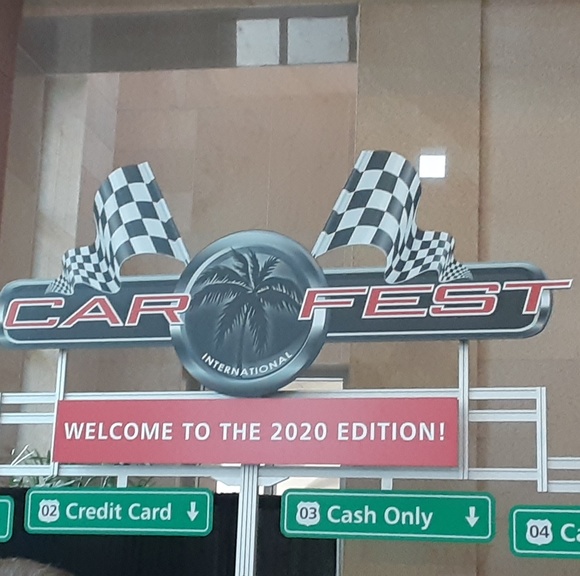 CAR FEST
INTERNATIONAL
WELCOME TO THE 2020 EDITION!
02 Credit Card
03 Cash Only
04